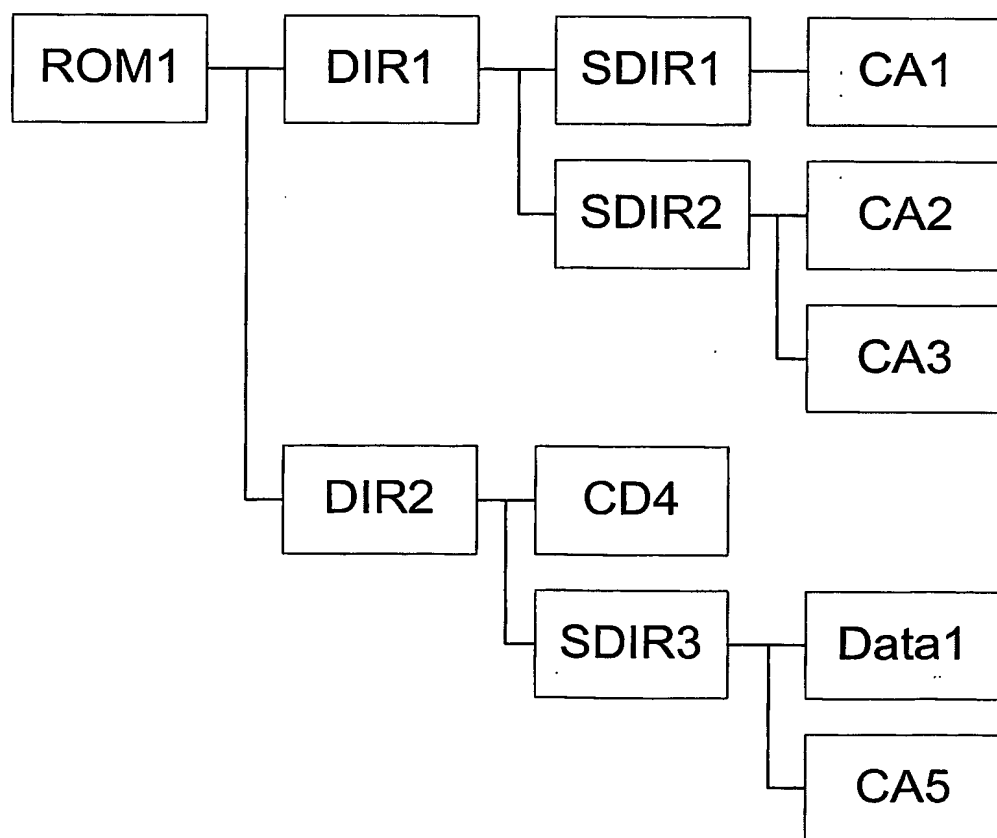 ROM1
DIR1
SDIR1
CA1
SDIR2
CA2
CA3
DIR2
CD4
SDIR3
Data1
CA5